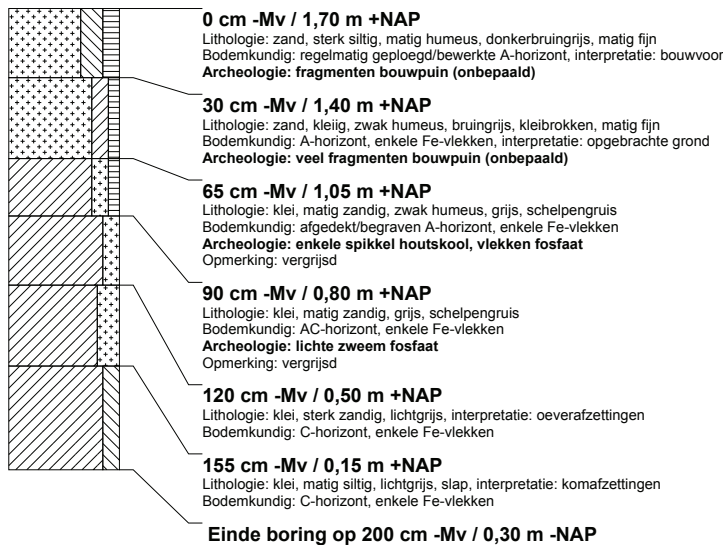 0 cm -Mv / 1,70 m +NAP
Lithologie: zand, sterk siltig, matig humeus, donkerbruingrijs, matig fijn
Bodemkundig: regelmatig geploegd/bewerkte A-horizont, interpretatie: bouwvoor
Archeologie: fragmenten bouwpuin (onbepaald)
30 cm -Mv / 1,40 m +NAP
Lithologie: zand, kleiig, zwak humeus, bruingrijs, kleibrokken, matig fijn
Bodemkundig: A-horizont, enkele Fe-vlekken, interpretatie: opgebrachte grond
Archeologie: veel fragmenten bouwpuin (onbepaald)
65 cm -Mv / 1,05 m +NAP
Lithologie: klei, matig zandig, zwak humeus, grijs, schelpengruis
Bodemkundig: afgedekt/begraven A-horizont, enkele Fe-vlekken
Archeologie: enkele spikkel houtskool, vlekken fosfaat
Opmerking: vergrijsd
90 cm -Mv / 0,80 m +NAP
Lithologie: klei, matig zandig, grijs, schelpengruis
Bodemkundig: AC-horizont, enkele Fe-vlekken
Archeologie: lichte zweem fosfaat
Opmerking: vergrijsd
120 cm -Mv / 0,50 m +NAP
Lithologie: klei, sterk zandig, lichtgrijs, interpretatie: oeverafzettingen
Bodemkundig: C-horizont, enkele Fe-vlekken
155 cm -Mv / 0,15 m +NAP
Lithologie: klei, matig siltig, lichtgrijs, slap, interpretatie: komafzettingen
Bodemkundig: C-horizont, enkele Fe-vlekken
Einde boring op 200 cm -Mv / 0,30 m -NAP